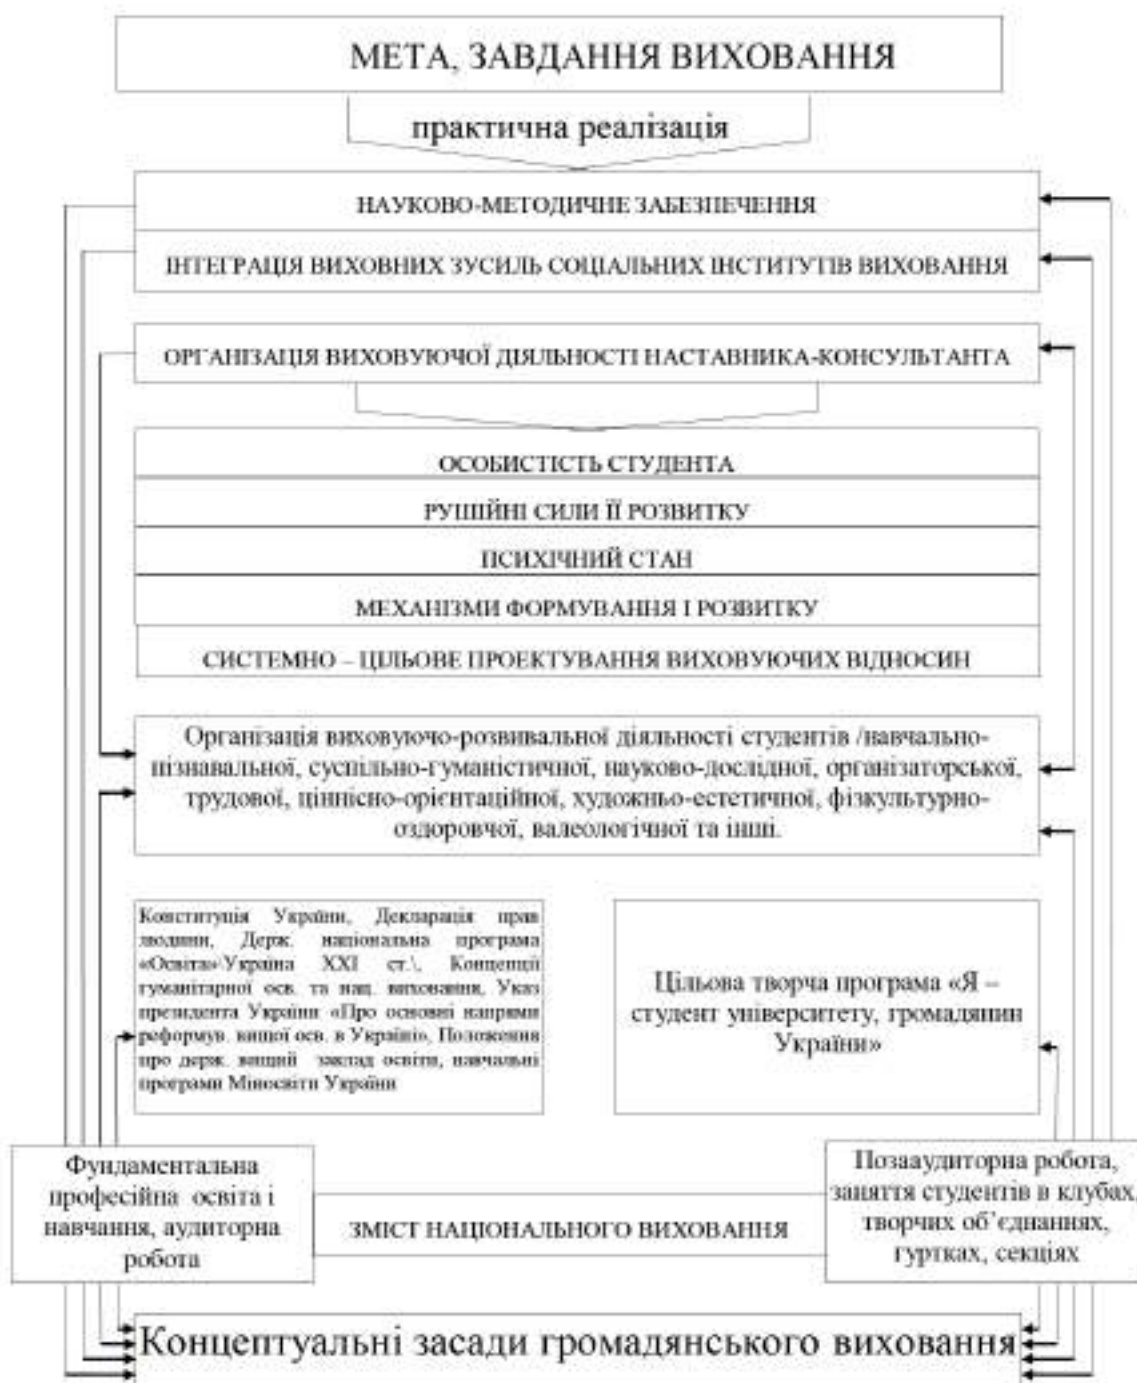 МЕТА, ЗАВДАННЯ ВИХОВАННЯ
практична реалізація
НАУКОВО-МЕТОДИЧНЕ ЗАБЕЗПЕЧЕННЯ
ІНТЕГРАЦІЯ ВИХОВНИХ ЗУСИЛЬ СОЦІАЛЬНИХ ІНСТИТУТІВ ВИХОВАННЯ
ОРГАНІЗАЦІЯ ВИХОВУЮЧОЇ ДІЯЛЬНОСТІ НАСТАВНИКА-КОНСУЛЬТАНТА
ОСОБИСТІСТЬ СТУДЕНТА
РУШІЙНІ СИЛИ ЇЇ РОЗВИТКУ
ПСИХІЧНИЙ СТАН
МЕХАНІЗМИ ФОРМУВАННЯ І РОЗВИТКУ
СИСТЕМНО – ЦІЛЬОВЕ ПРОЕКТУВАННЯ ВИХОВУЮЧИХ ВІДНОСИН
Організація виховуючо-розвивальної діяльності студентів /навчально-
пізнавальної, суспільно-гуманістичної, науково-дослідної, організаторської,
трудової, ціннісно-орієнтаційної, художньо-естетичної, фізкультурно-
оздоровчої, валеологічної та інші.
Конституція України, Декларація прав
людини, Держ. національна програма
«Освіта»\Україна ХХІ ст.\, Концепції
гуманітарної осв. та нац. виховання, Указ
президента України «Про основні напрями
реформув. вищої осв. в Україні», Положення
про держ. вищий заклад освіти, навчальні
програми Міносвіти України
Цільова творча програма «Я –
студент університету, громадянин
України»
Фундаментальна
професійна освіта і
навчання, аудиторна
робота
ЗМІСТ НАЦІОНАЛЬНОГО ВИХОВАННЯ
Позааудиторна робота,
заняття студентів в клубах,
творчих об’єднаннях,
гуртках, секціях
Концептуальні засади громадянського виховання